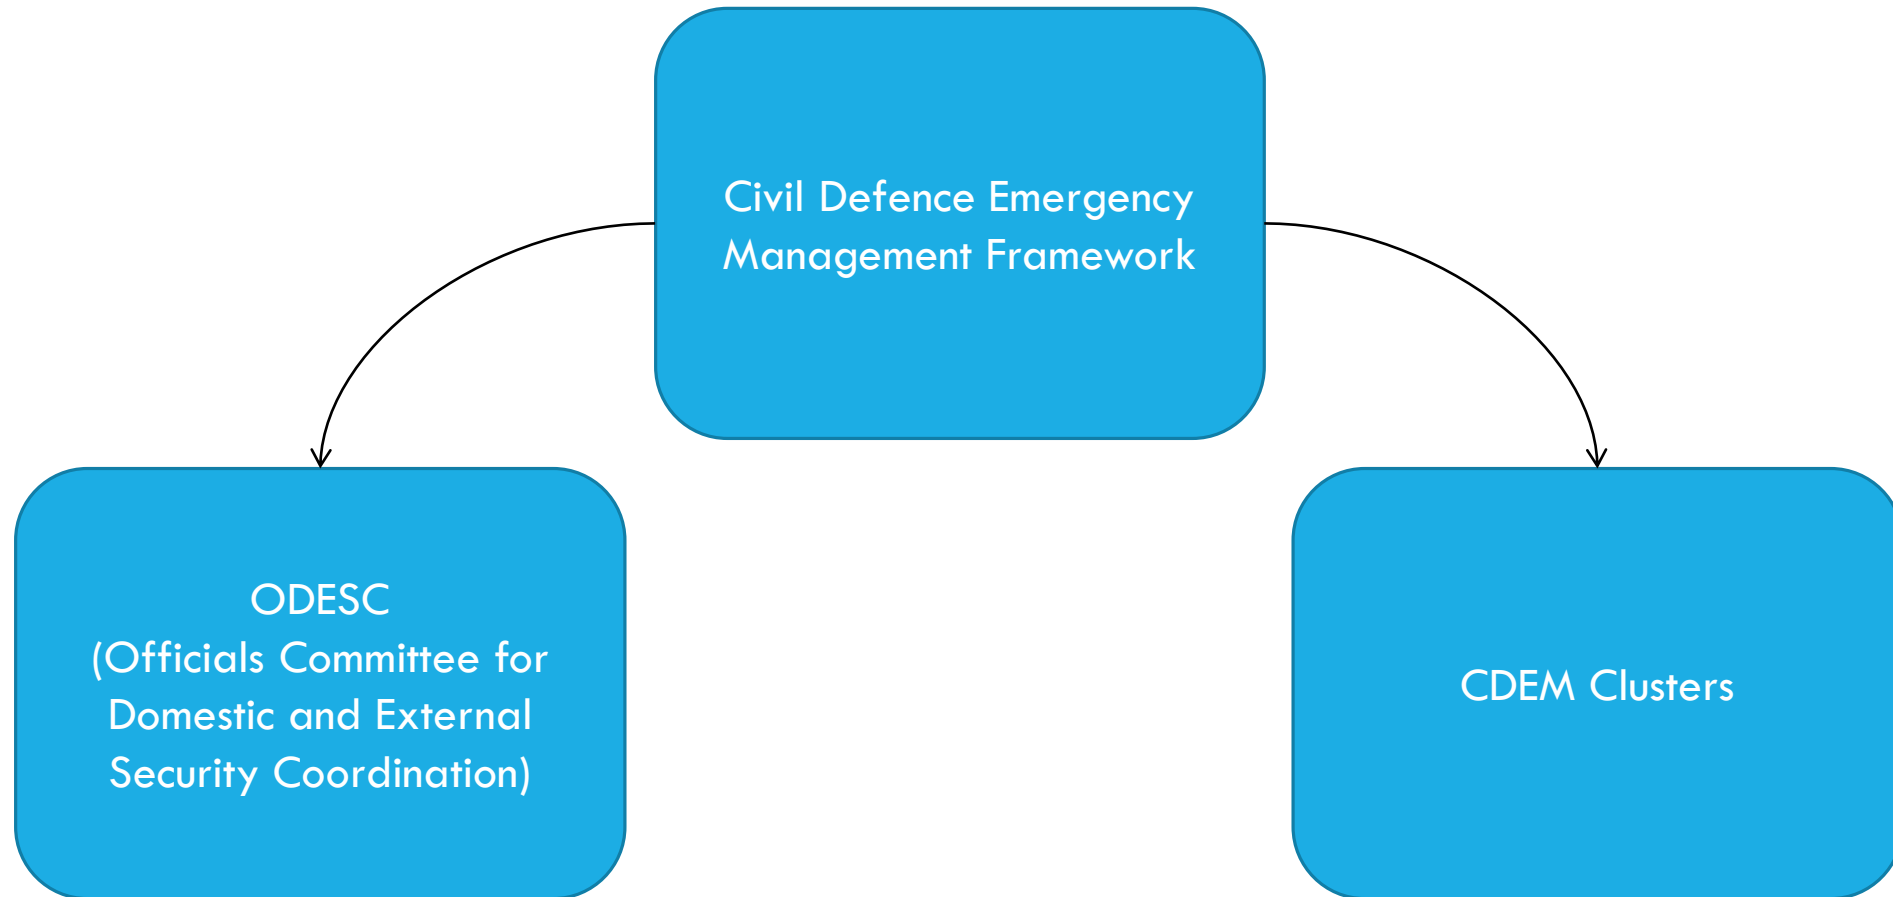 Civil Defence Emergency
Management Framework
ODESC
(Officials Committee for
Domestic and External
Security Coordination)
CDEM Clusters